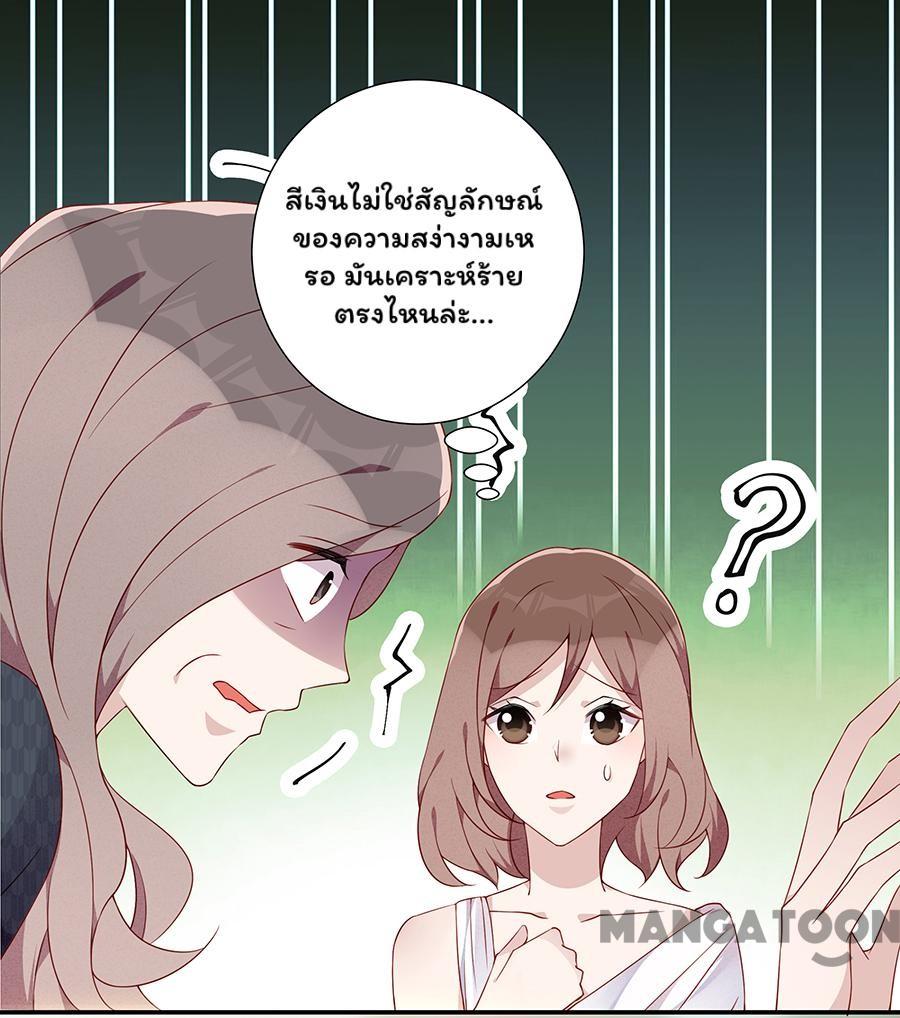 สีเงินไม่ใช่สัญลักษณ์
ของความสง่างามเห
รอ มันเคราะห์ร้าย
ตรงไหนล่ะ...
?
MANGATOON